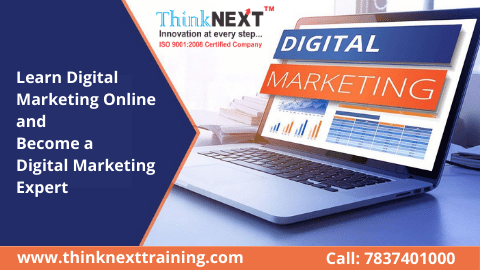 ThinkNEXT™
Innovation at every step...
ISO 9001:2008 Certified Company
Learn Digital
Marketing Online
and
Become a
Digital Marketing
Expert
DIGITAL
MARKETING
www.thinknexttraining.com
Call: 7837401000